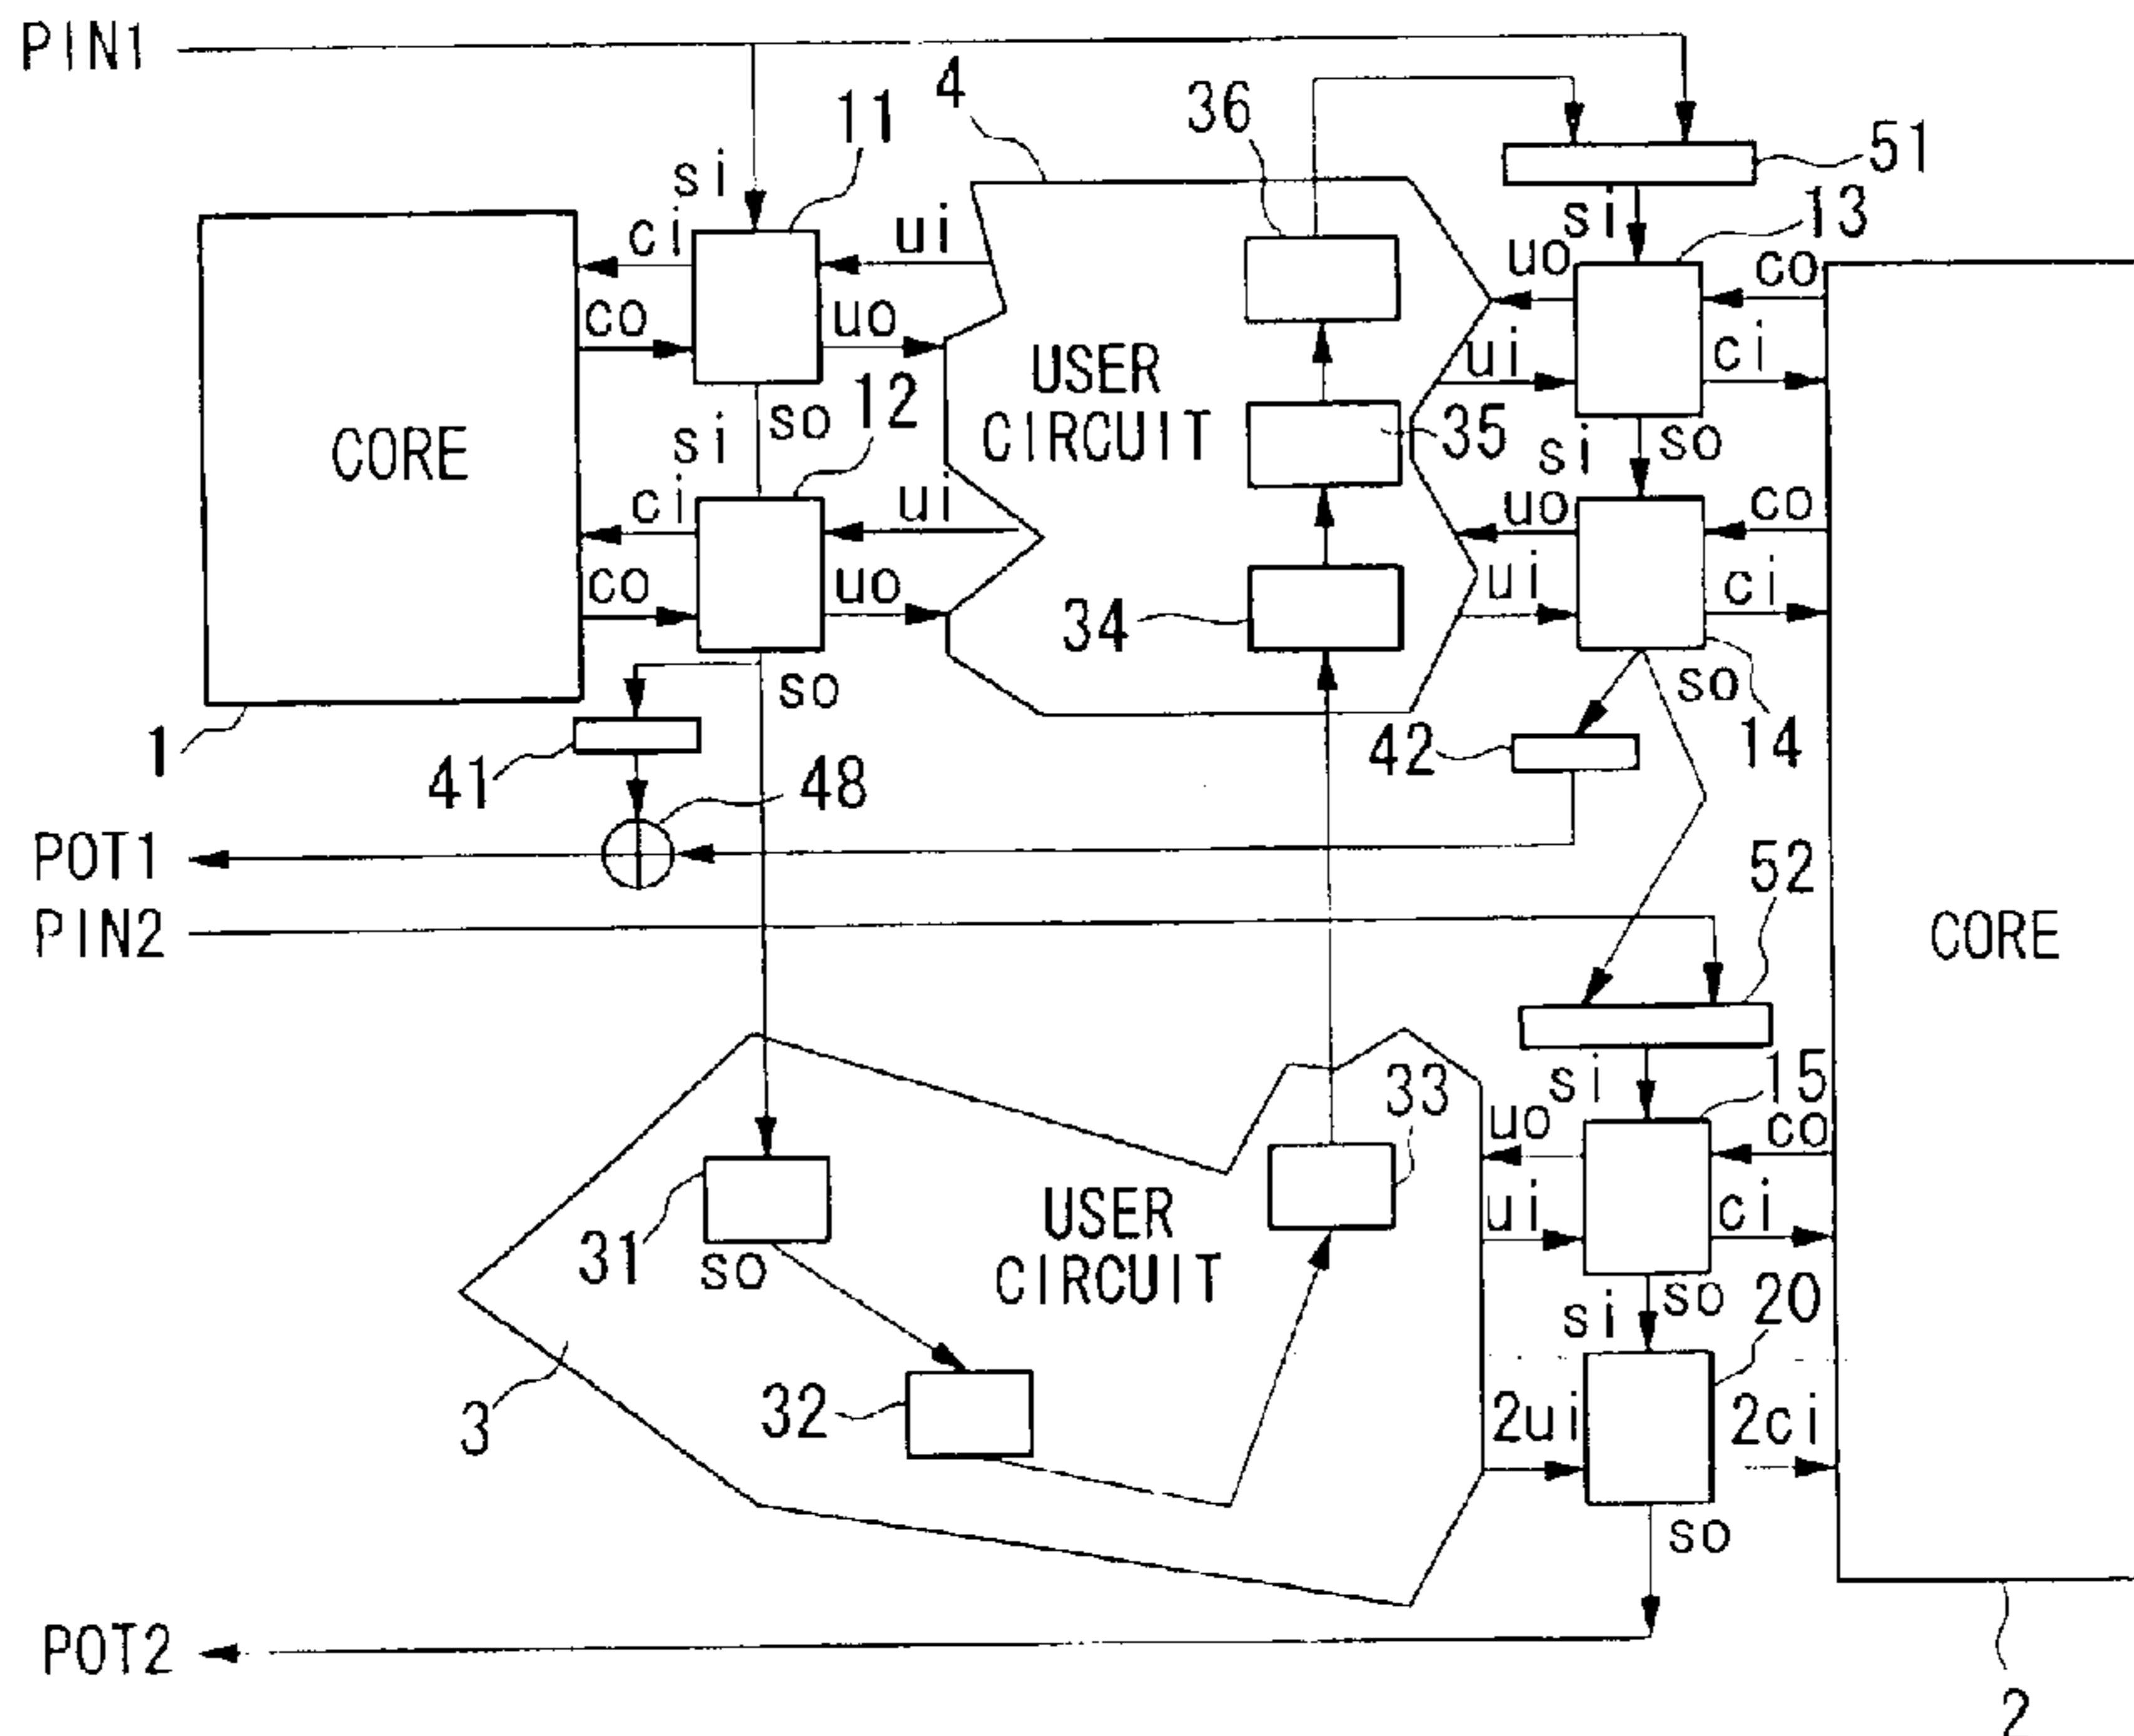 PIN1
4
36
11
51
si
si
13
ci
ui
uo
co
co
uo
USER
CIRCUIT
ui
ci
CORE
so
12
si
35
si
so
ci
ui
uo
co
co
uo
34
ui
ci
so
so
1
41
48
42
14
POT1
52
PIN2
CORE
si
15
33
uo
co
31
so
USER
CIRCUIT
ui
ci
so
20
si
3
32
2ui
2ci
so
POT2
2